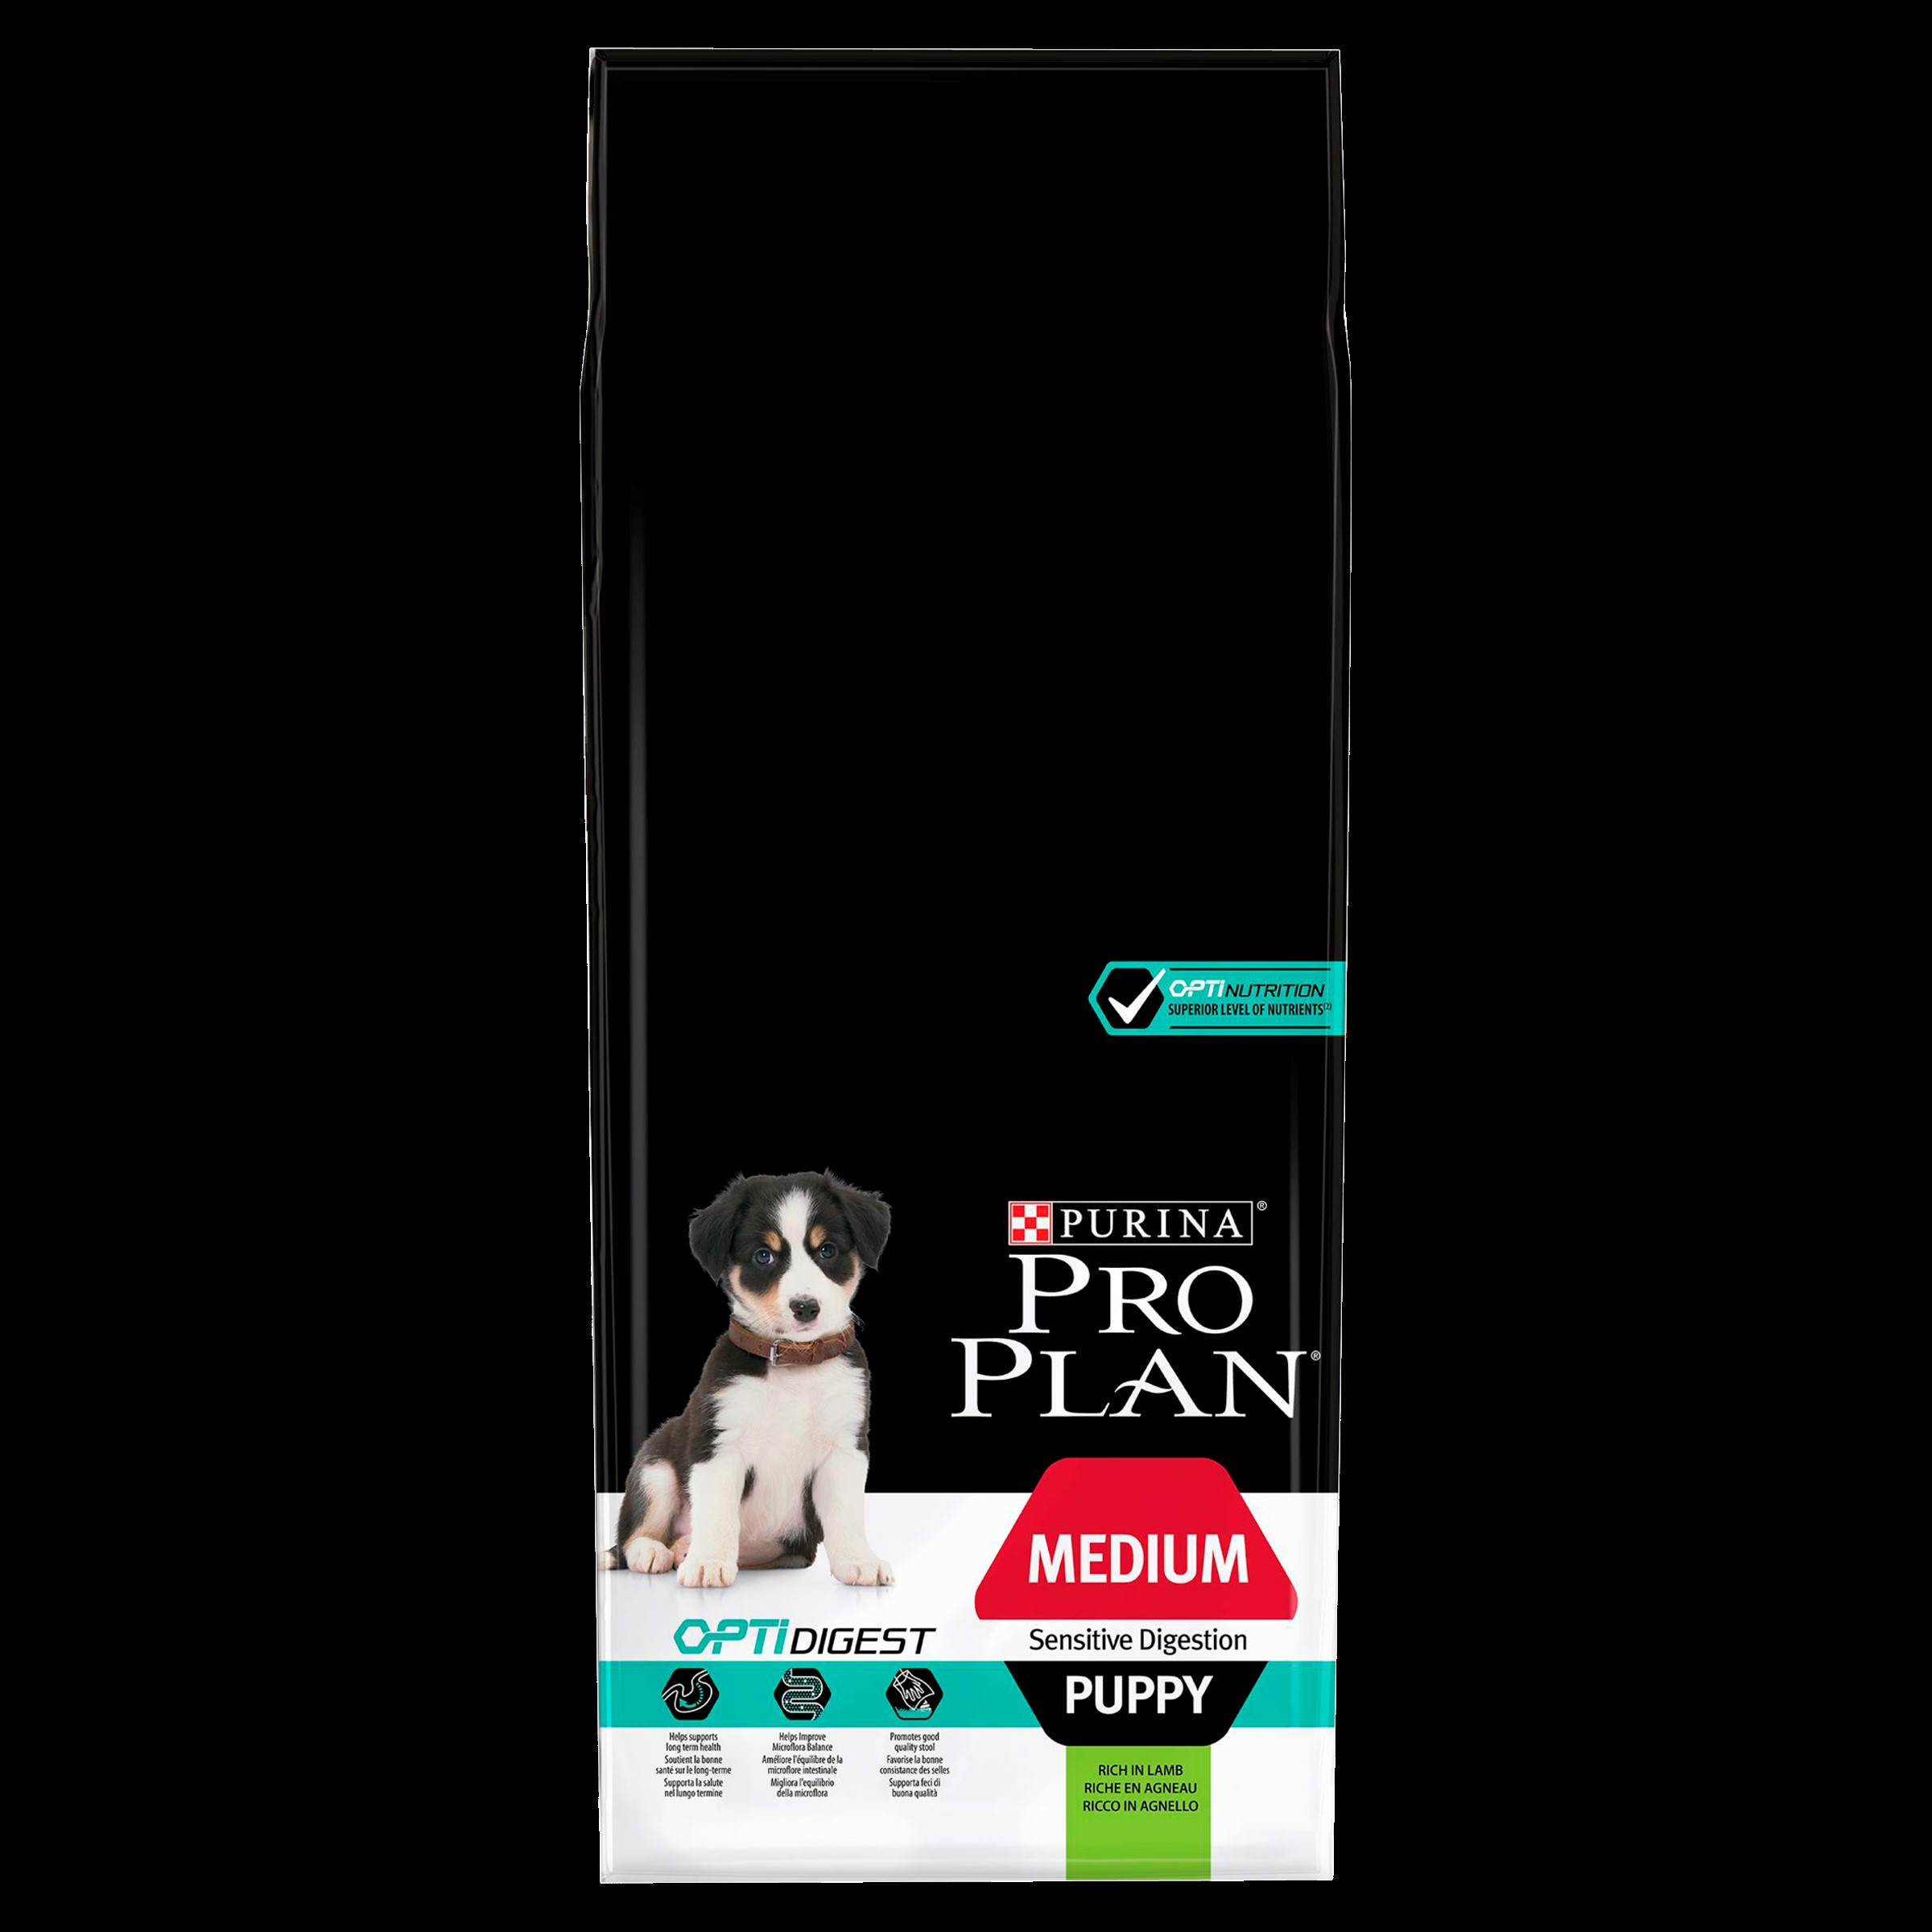 OPTINUTRITION
SUPERIOR LEVEL OF NUTRIENTS(2)
PURINA®
PRO
PLAN®
MEDIUM
Sensitive Digestion
PUPPY
RICH IN LAMB
RICHE EN AGNEAU
RICCO IN AGNELLO
OPTiDIGEST
Helps supports
long term health
Soutient la bonne
santé sur le long-terme
Supporta la salute
nel lungo termine
Helps Improve
Microflora Balance
Améliore l'équilibre de la
microflore intestinale
Migliora l'equilibrio
della microflora
Promotes good
quality stool
Favorise la bonne
consistance des selles
Supporta feci di
buona qualità